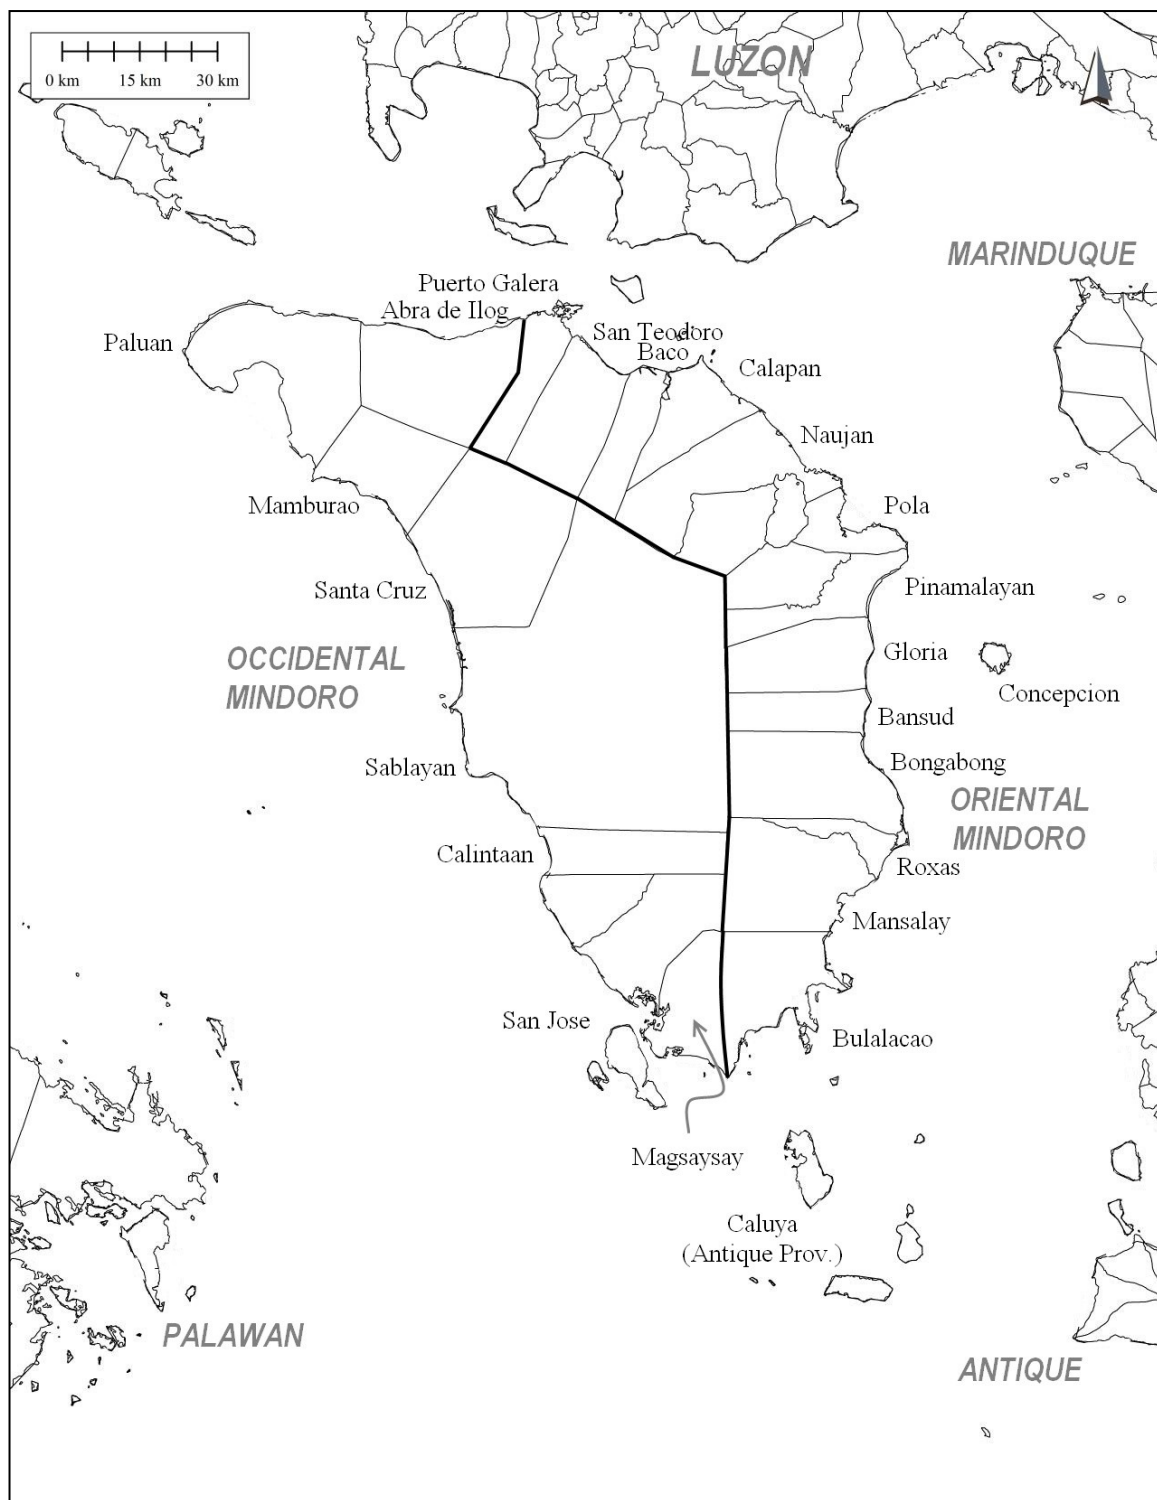 LUZON
0 km 15 km 30 km
MARINDUQUE
Puerto Galera
Abra de Ilog
San Teodoro
Paluan
Baco
Calapan
Naujan
Mamburao
Pola
Santa Cruz
Pinamalayan
OCCIDENTAL
MINDORO
Gloria
Concepcion
Bansud
Sablayan
Bongabong
ORIENTAL
MINDORO
Calintaan
Roxas
Mansalay
San Jose
Bulalacao
Magsaysay
Caluya
(Antique Prov.)
PALAWAN
ANTIQUE